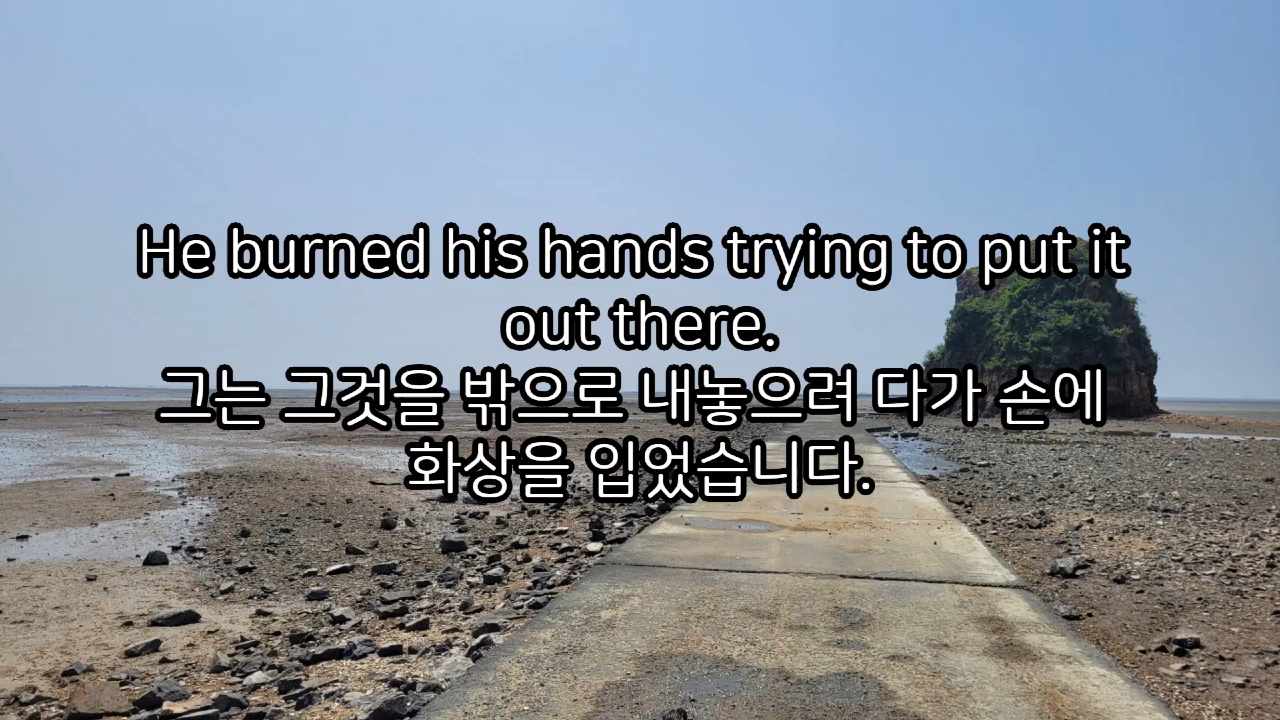 He burned his hands trying to put it
out there.
그는 그것을 밖으로 내놓으려 다가 손에
화상을 입었습니다.